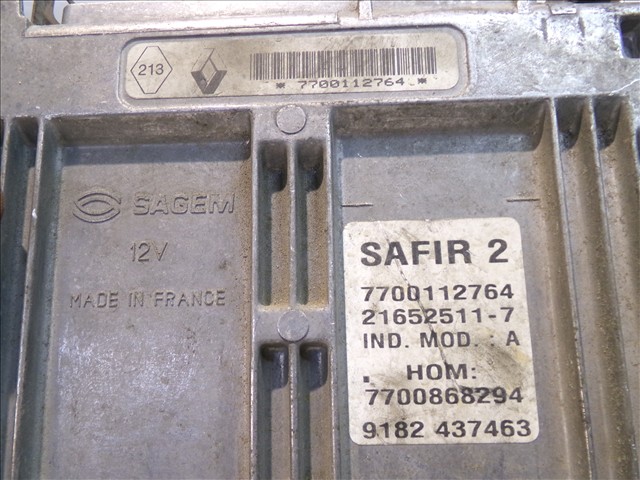 213
* 7700112764 *
SAGEM
12V
MADE IN FRANCE
SAFIR 2
7700112764
21652511-7
IND. MOD. : A
. HOM:
7700868294
9182 437463